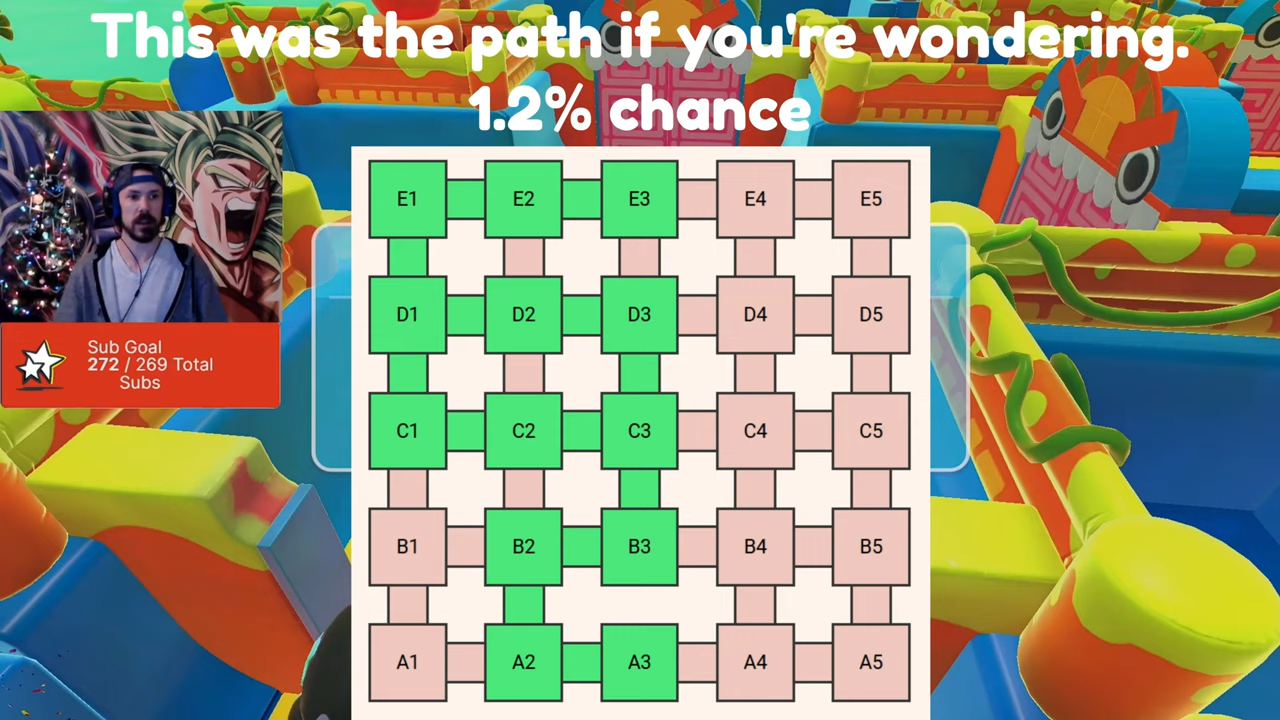 This was the path if you're wondering.
1.2% chance
Sub Goal
272 / 269 Total
Subs
E1 E2 E3 E4 E5
D1 D2 D3 D4 D5
C1 C2 C3 C4 C5
B1 B2 B3 B4 B5
A1 A2 A3 A4 A5